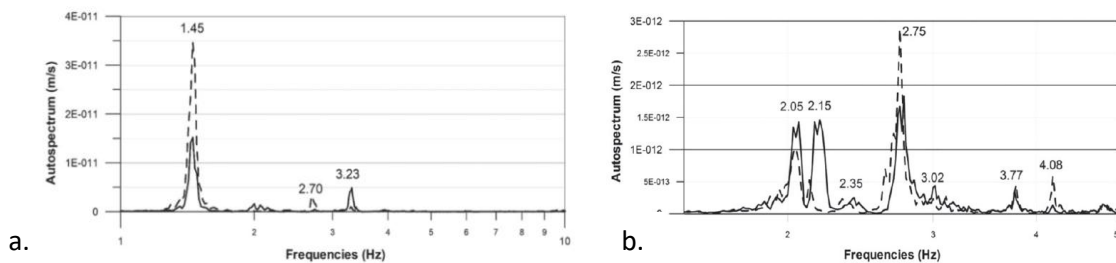 4E-011
3E-011
2E-011
1E-011
0
Autospectrum (m/s)
1.45
2.70
3.23
1 2 3 4 5 6 7 8 9 10
Frequencies (Hz)
a.
3E-012
2.5E-012
2E-012
1.5E-012
1E-012
5E-013
0
Autospectrum (m/s)
2.05 2.15
2.35
2.75
3.02
3.77
4.08
2 3 4 5
Frequencies (Hz)
b.